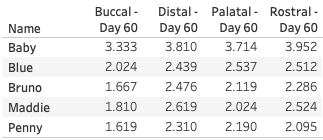 Name Buccal - Day 60 Distal - Day 60 Palatal - Day 60 Rostral - Day 60
Baby 3.333 3.810 3.714 3.952
Blue 2.024 2.439 2.537 2.512
Bruno 1.667 2.476 2.119 2.286
Maddie 1.810 2.619 2.024 2.524
Penny 1.619 2.310 2.190 2.095